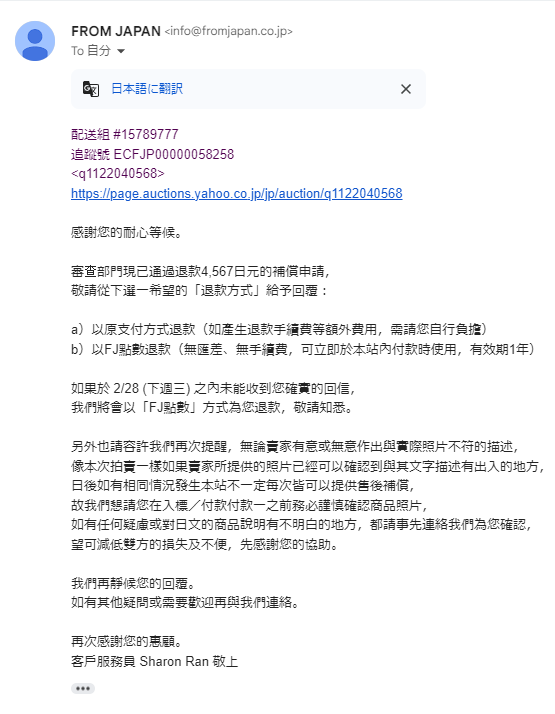 FROM JAPAN <info@fromjapan.co.jp>
To 自分
日本語に翻訳
配送組 #15789777
追蹤號 ECFJP00000058258
<q1122040568>
https://page.auctions.yahoo.co.jp/jp/auction/q1122040568
感謝您的耐心等候。
審查部門現已通過退款4,567日元的補償申請，
敬請從下選一希望的「退款方式」給予回覆：
a）以原支付方式退款（如產生退款手續費等額外費用，需請您自行負擔）
b）以FJ點數退款（無匯差、無手續費，可立即於本站內付款時使用，有效期1年）
如果於 2/28 (下週三) 之內未能收到您確實的回信，
我們將會以「FJ點數」方式為您退款，敬請知悉。
另外也請容許我們再次提醒，無論賣家有意或無意作出與實際照片不符的描述，
像本次拍賣一樣如果賣家所提供的照片已經可以確認到與其文字描述有出入的地方，
日後如有相同情況發生本站不一定每次皆可以提供售後補償，
故我們懇請您在入標／付款付款一之前務必謹慎確認商品照片，
如有任何疑慮或對日文的商品說明有不明白的地方，都請事先連絡我們為您確認，
望可減低雙方的損失及不便，先感謝您的協助。
我們再靜候您的回覆。
如有其他疑問或需要歡迎再與我們連絡。
再次感謝您的惠顧。
客戶服務員 Sharon Ran 敬上